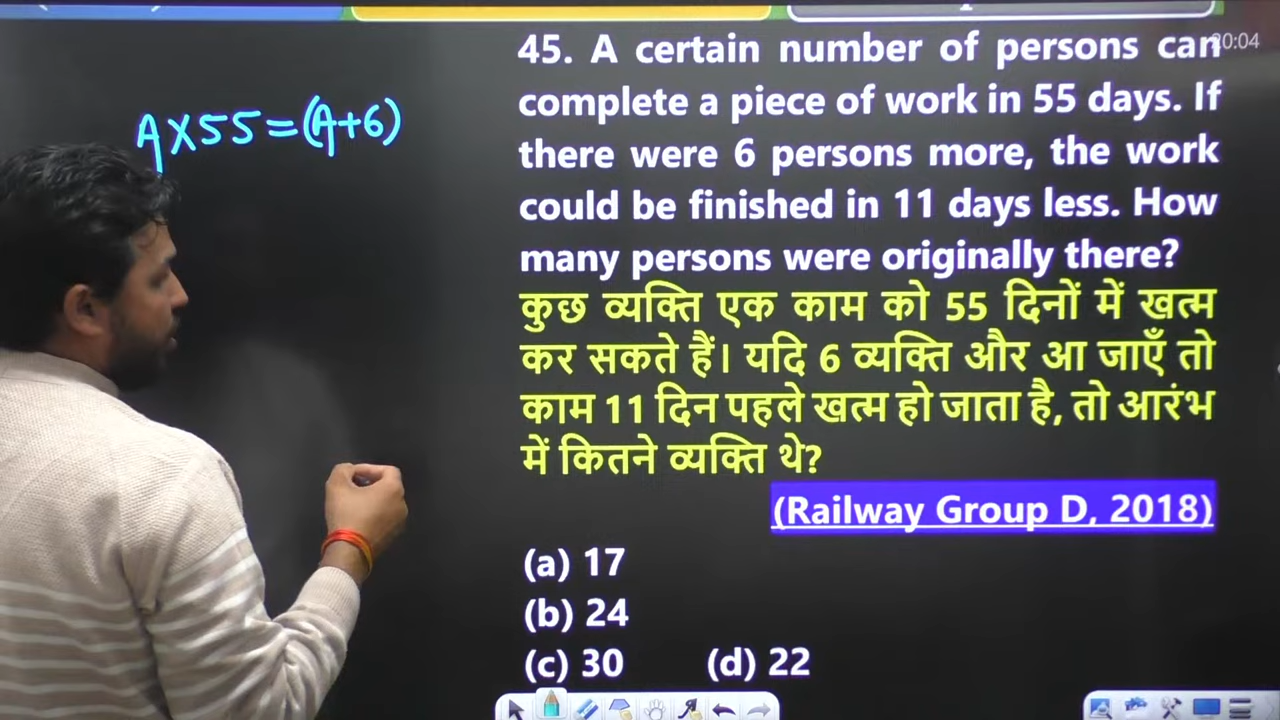 20:04
A×55=(A+6)
45. A certain number of persons can
complete a piece of work in 55 days. If
there were 6 persons more, the work
could be finished in 11 days less. How
many persons were originally there?
कुछ व्यक्ति एक काम को 55 दिनों में खत्म
कर सकते हैं। यदि 6 व्यक्ति और आ जाएँ तो
काम 11 दिन पहले खत्म हो जाता है, तो आरंभ
में कितने व्यक्ति थे?
(Railway Group D, 2018)
(a) 17
(b) 24
(c) 30 (d) 22